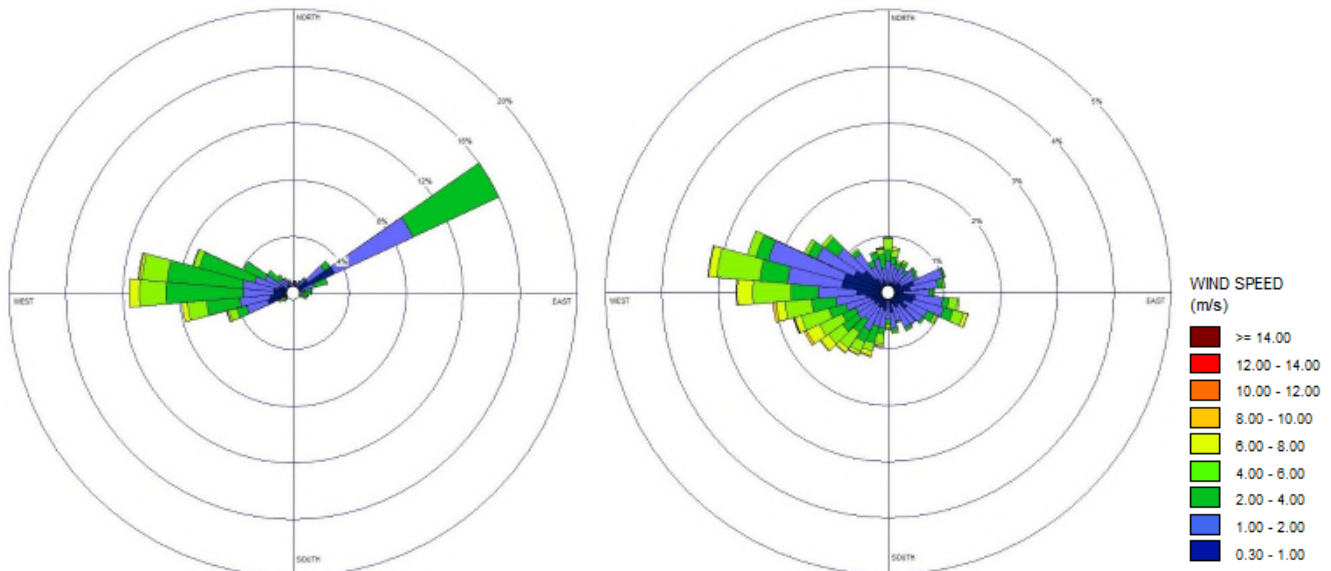 NORTH
20%
16%
12%
8%
4%
WEST
EAST
SOUTH
NORTH
5%
4%
3%
2%
1%
WEST
EAST
SOUTH
WIND SPEED
(m/s)
>= 14.00
12.00 - 14.00
10.00 - 12.00
8.00 - 10.00
6.00 - 8.00
4.00 - 6.00
2.00 - 4.00
1.00 - 2.00
0.30 - 1.00